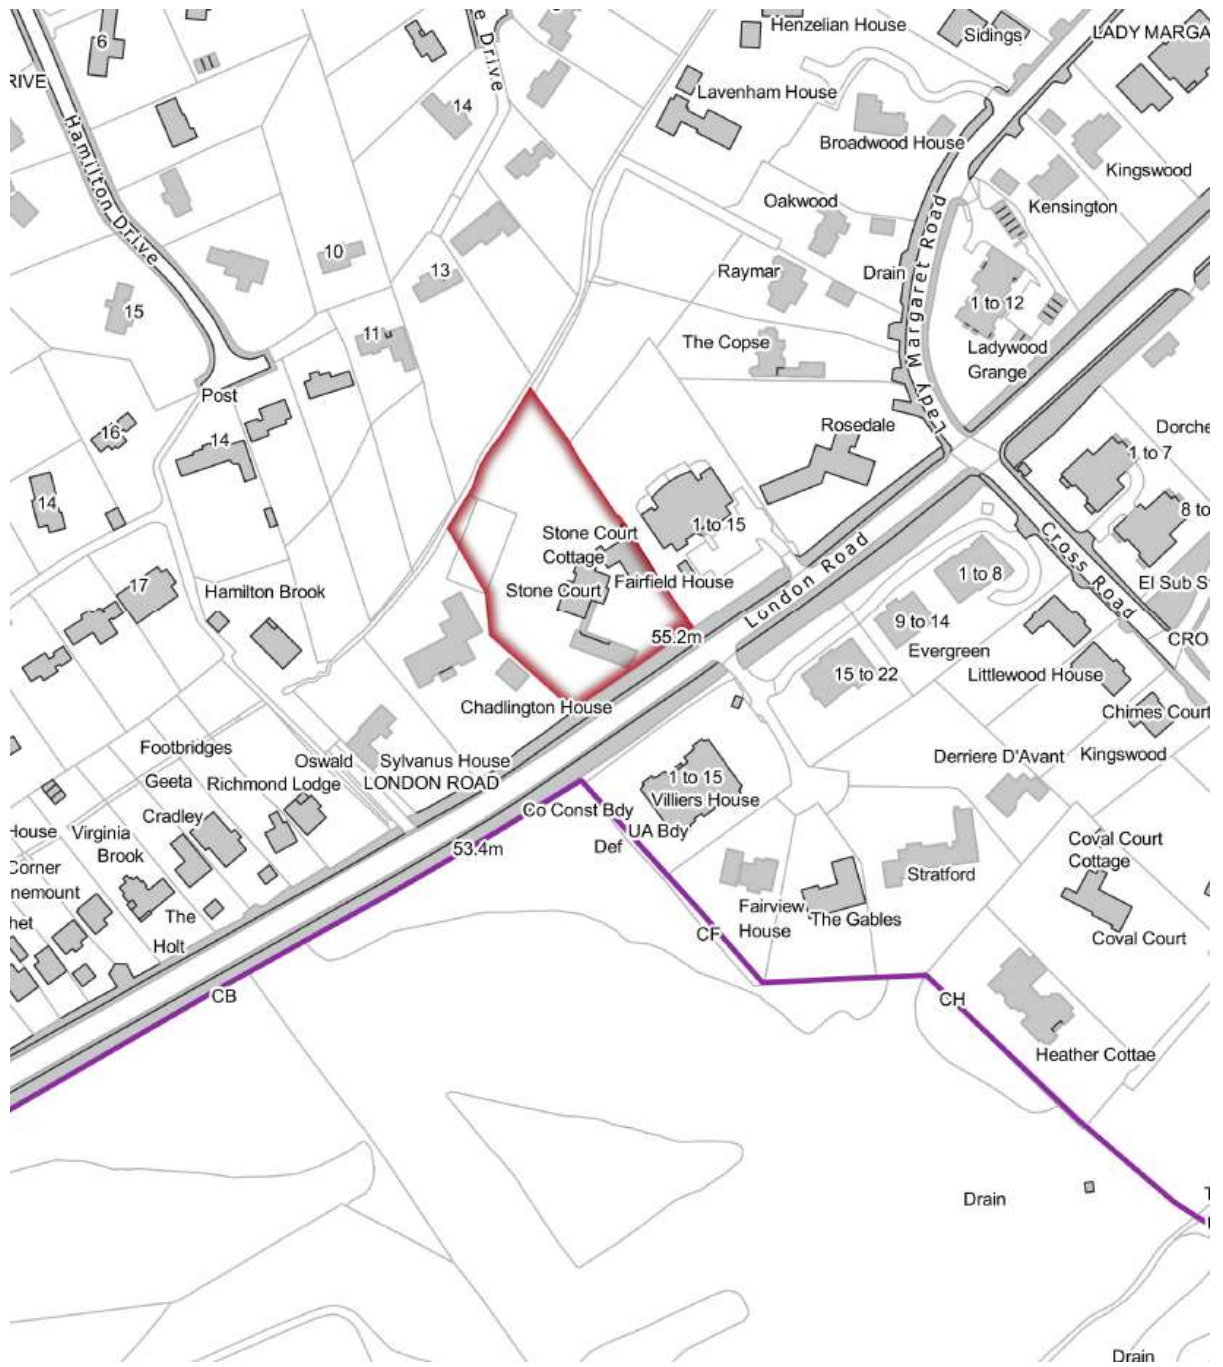 6
Henzelian House
Sidings
LADY MARGA
RIVE
e Drive
Lavenham House
14
Hamilton Drive
Broadwood House
Kingswood
Oakwood
Kensington
10
13
Raymar
Drain
Lady Margaret Road
15
1 to 12
11
The Copse
Ladywood
Grange
Post
16
14
Rosedale
Dorche
1 to 7
14
8 to
Stone Court
Cottage
1 to 15
London Road
Cross Road
17
Hamilton Brook
Stone Court
Fairfield House
1 to 8
El Sub S
9 to 14
55.2m
Evergreen
CRO
15 to 22
Littlewood House
Chadlington House
Chimes Court
Footbridges
Oswald
Sylvanus House
Derriere D'Avant
Kingswood
Geeta
Richmond Lodge
LONDON ROAD
1 to 15
Villiers House
Cradley
Co Const Bdy
House
Virginia
Brook
UA Bdy
Def
53.4m
Coval Court
Cottage
Corner
nemount
Stratford
The
Holt
het
Fairview
House
The Gables
CF
Coval Court
CB
CH
Heather Cottae
Drain
Drain